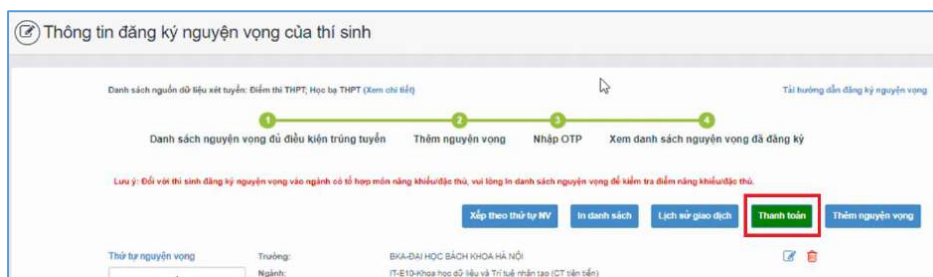 Thông tin đăng ký nguyện vọng của thí sinh
Danh sách nguồn dữ liệu xét tuyển: Điểm thi THPT; Học bạ THPT (Xem chi tiết) Tải hướng dẫn đăng ký nguyện vọng
1 2 3 4
Danh sách nguyện vọng đủ điều kiện trúng tuyển Thêm nguyện vọng Nhập OTP Xem danh sách nguyện vọng đã đăng ký
Lưu ý: Đối với thí sinh đăng ký nguyện vọng vào ngành có tổ hợp môn năng khiếu/đặc thù, vui lòng In danh sách nguyện vọng để kiểm tra điểm năng khiếu/đặc thù.
Xếp theo thứ tự NV In danh sách Lịch sử giao dịch Thanh toán Thêm nguyện vọng
Thứ tự nguyện vọng Trường: BKA-ĐẠI HỌC BÁCH KHOA HÀ NỘI
Ngành: IT-E10-Khoa học dữ liệu và Trí tuệ nhân tạo (CT tiên tiến)